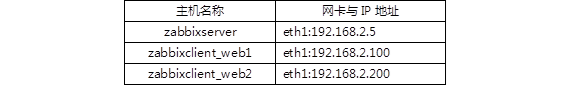 主机名称 网卡与 IP 地址
zabbixserver eth1:192.168.2.5
zabbixclient_web1 eth1:192.168.2.100
zabbixclient_web2 eth1:192.168.2.200